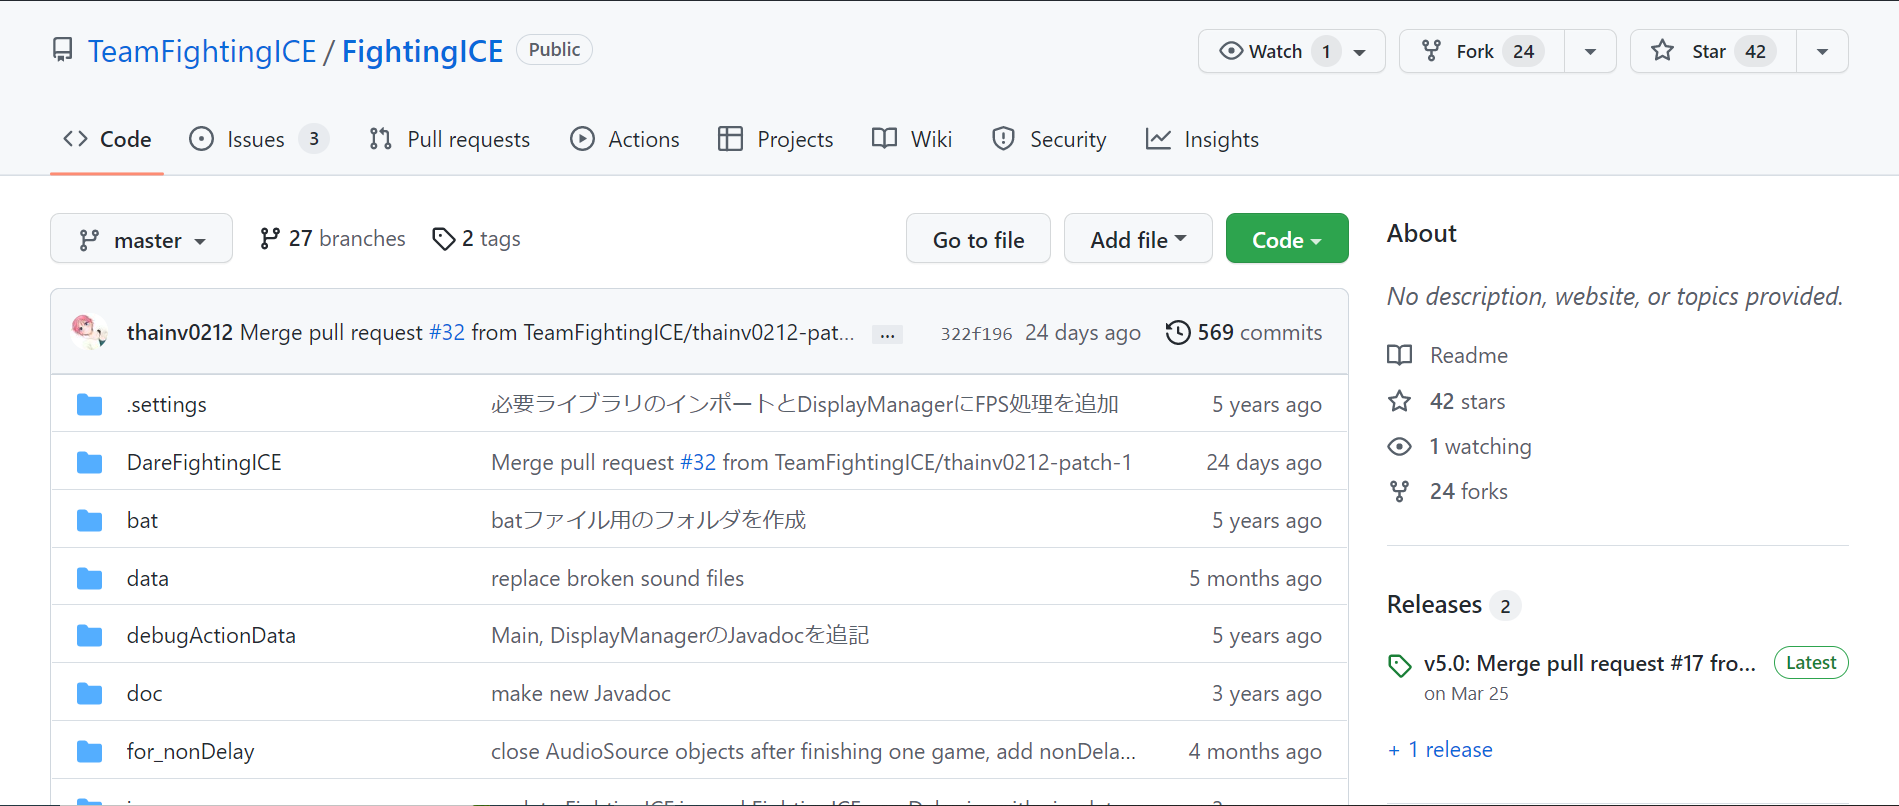 TeamFightingICE / FightingICE Public
Watch 1 Fork 24 Star 42
Code Issues 3 Pull requests Actions Projects Wiki Security Insights
master 27 branches 2 tags Go to file Add file Code
thainv0212 Merge pull request #32 from TeamFightingICE/thainv0212-pat... ... 322f196 24 days ago 569 commits
.settings 必要ライブラリのインポートとDisplayManagerにFPS処理を追加 5 years ago
DareFightingICE Merge pull request #32 from TeamFightingICE/thainv0212-patch-1 24 days ago
bat batファイル用のフォルダを作成 5 years ago
data replace broken sound files 5 months ago
debugActionData Main, DisplayManagerのJavadocを追記 5 years ago
doc make new Javadoc 3 years ago
for_nonDelay close AudioSource objects after finishing one game, add nonDela... 4 months ago
About
No description, website, or topics provided.
Readme
42 stars
1 watching
24 forks
Releases 2
v5.0: Merge pull request #17 fro... Latest
on Mar 25
+ 1 release